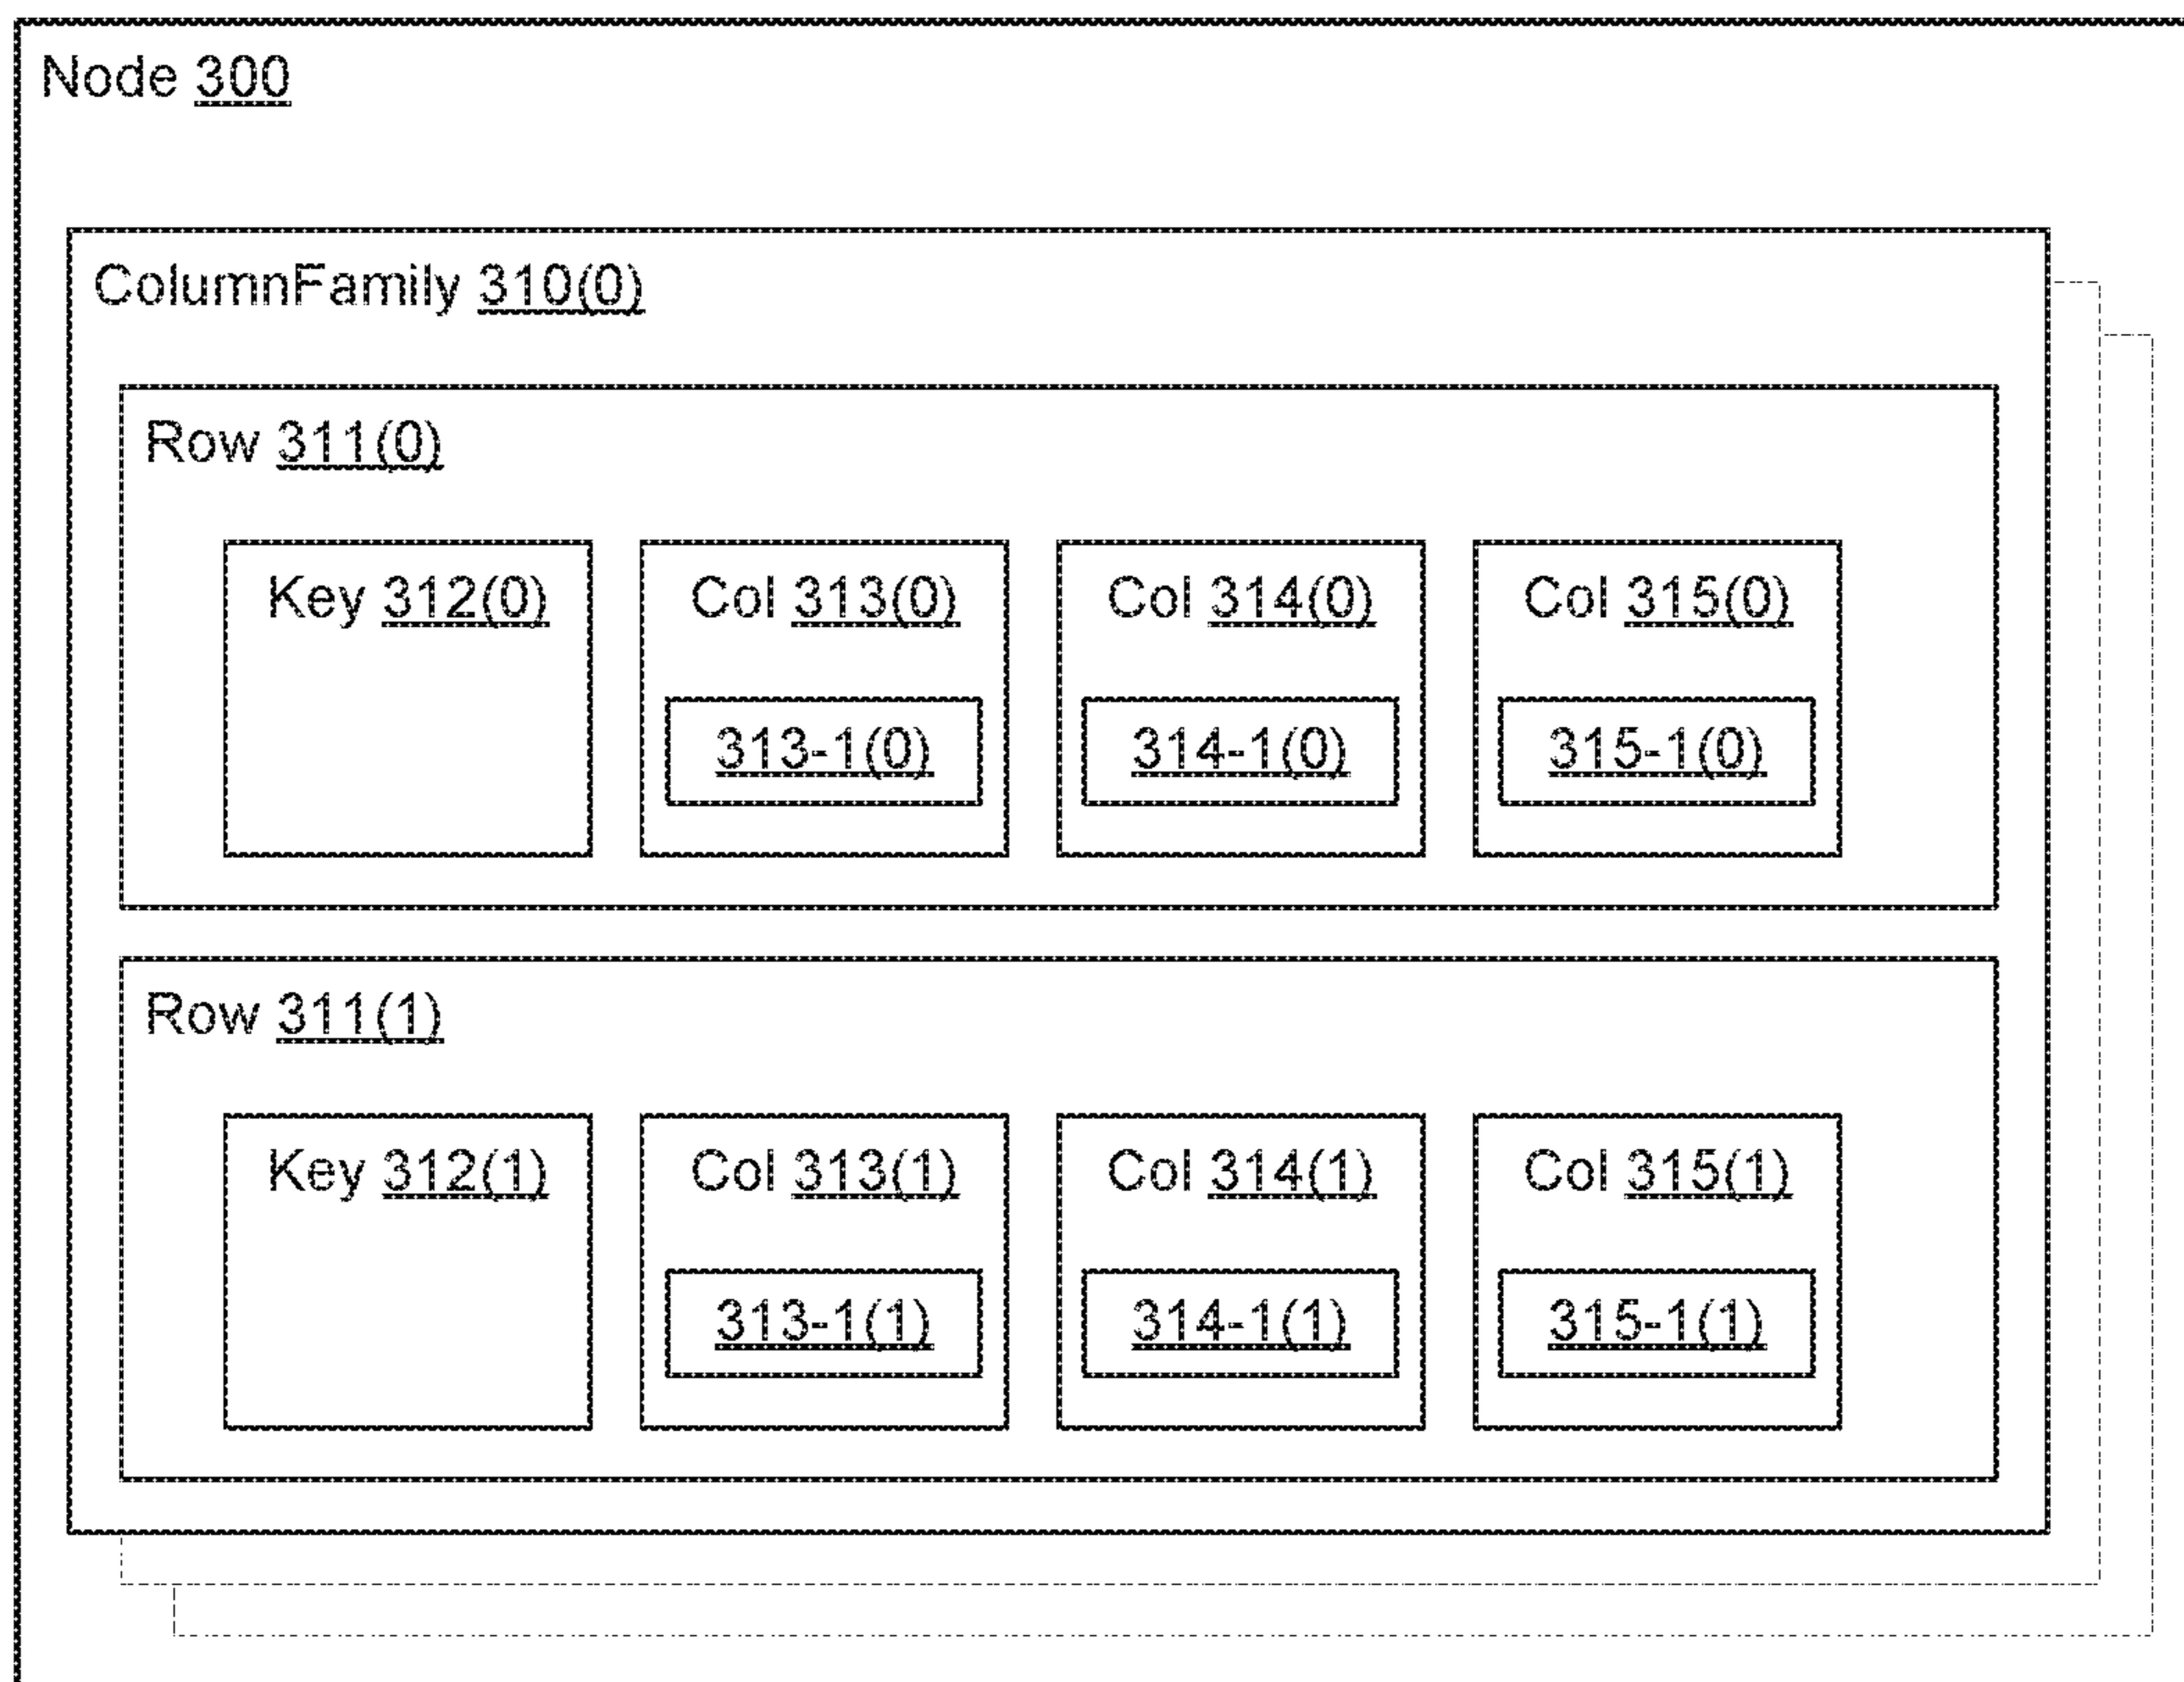 Node 300
ColumnFamily 310(0)
Row 311(0)
Key 312(0) Col 313(0) Col 314(0) Col 315(0)
313-1(0) 314-1(0) 315-1(0)
Row 311(1)
Key 312(1) Col 313(1) Col 314(1) Col 315(1)
313-1(1) 314-1(1) 315-1(1)